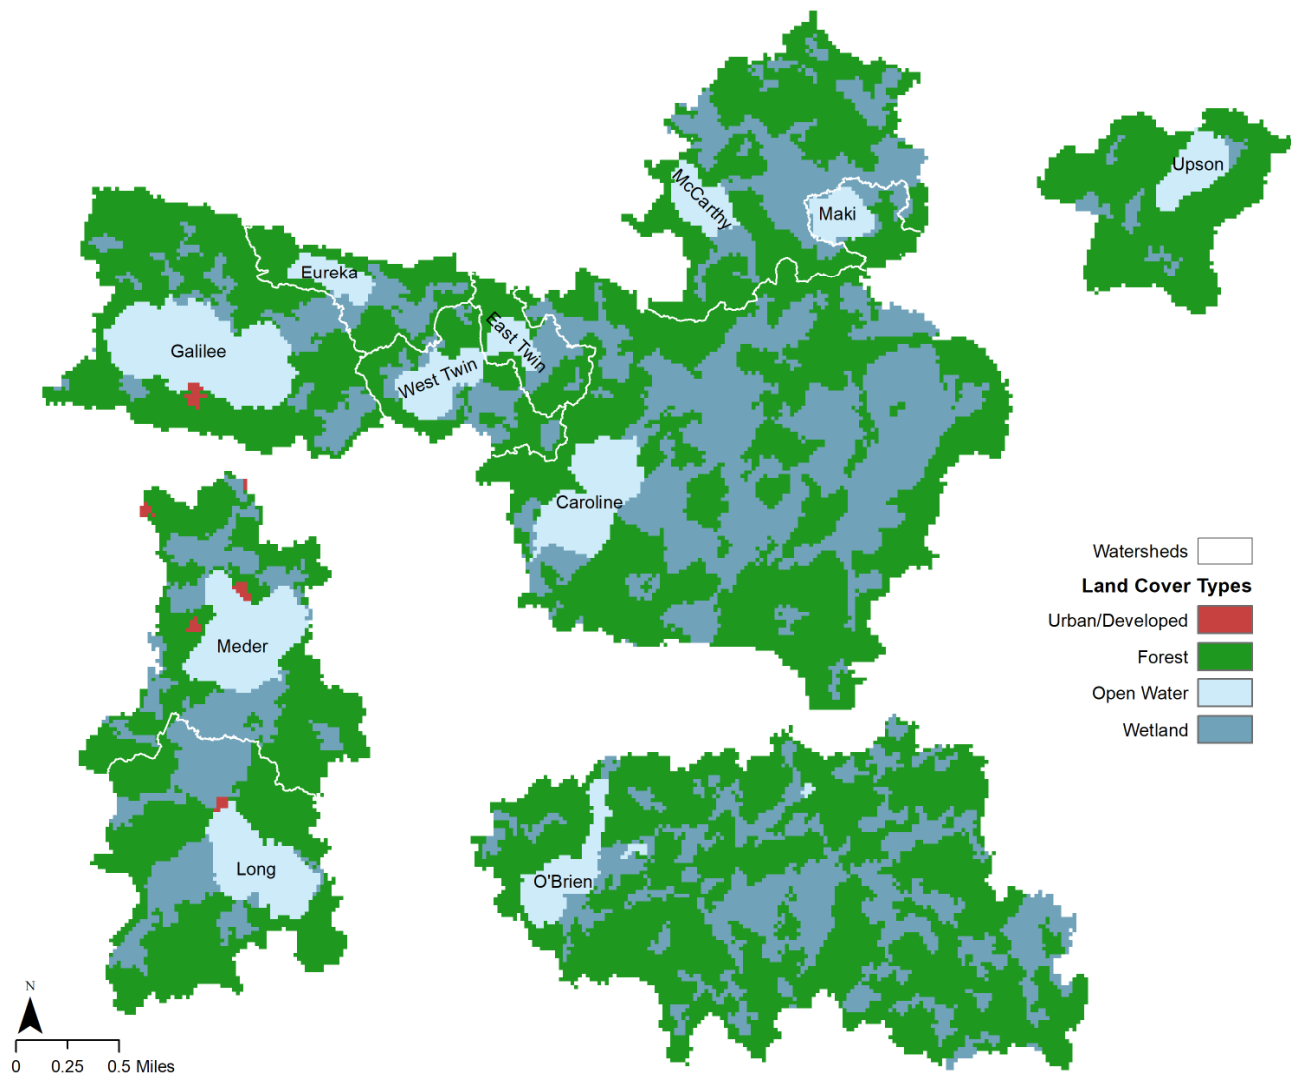 Upson
McCarthy
Maki
Eureka
East Twin
Galilee
West Twin
Caroline
Watersheds
Land Cover Types
Urban/Developed
Forest
Open Water
Wetland
Meder
Long
O'Brien
N
0 0.25 0.5 Miles